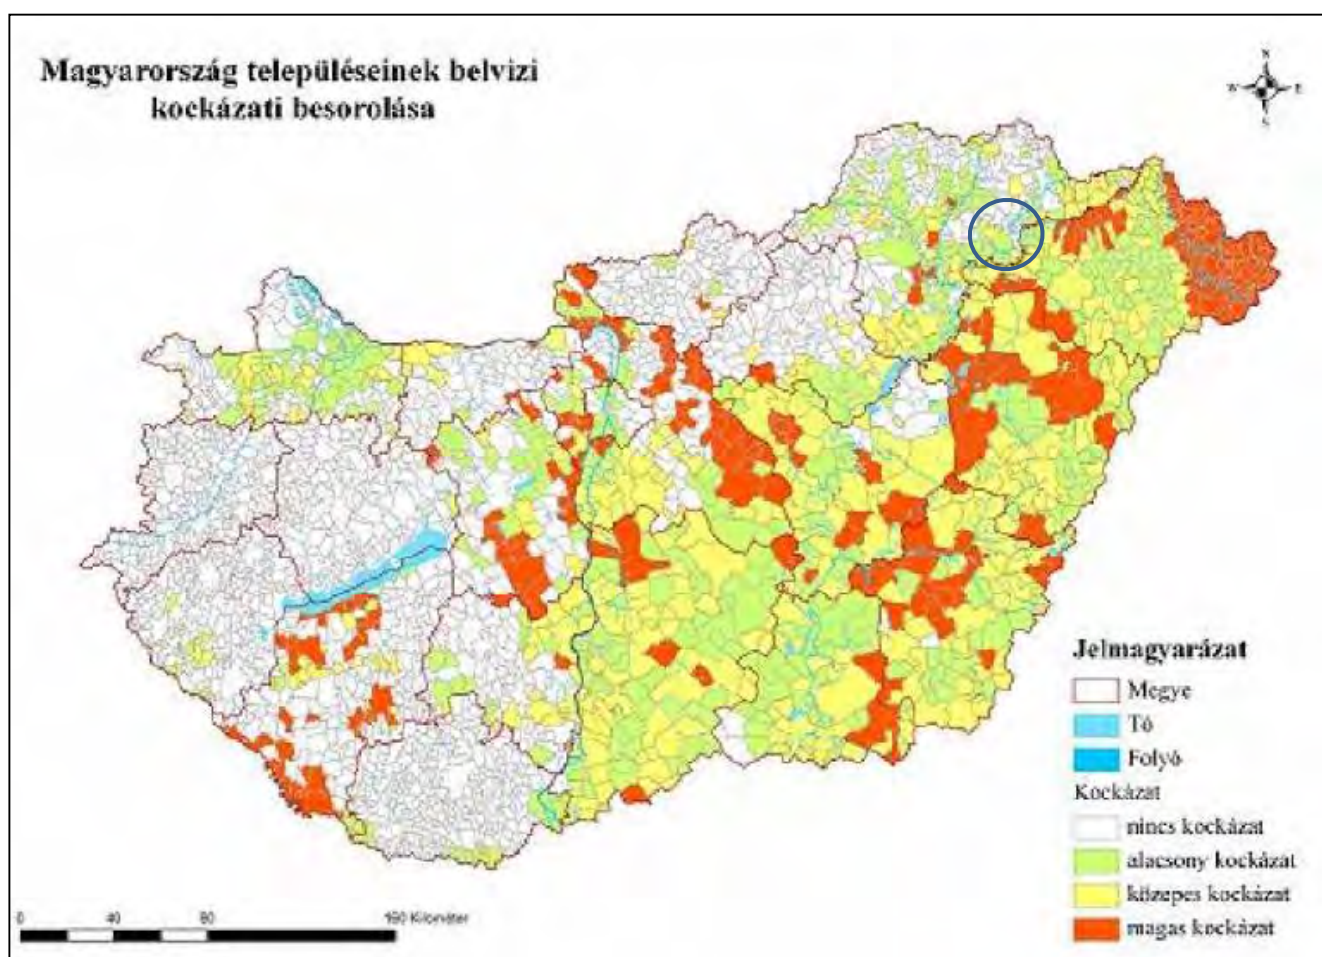 Magyarország településeinek belvizi
kockázati besorolása
N
W E
S
Jelmagyarázat
Megye
Tó
Folyó
Kockázat
nincs kockázat
alacsony kockázat
közepes kockázat
magas kockázat
0 40 80 160 Kilométer